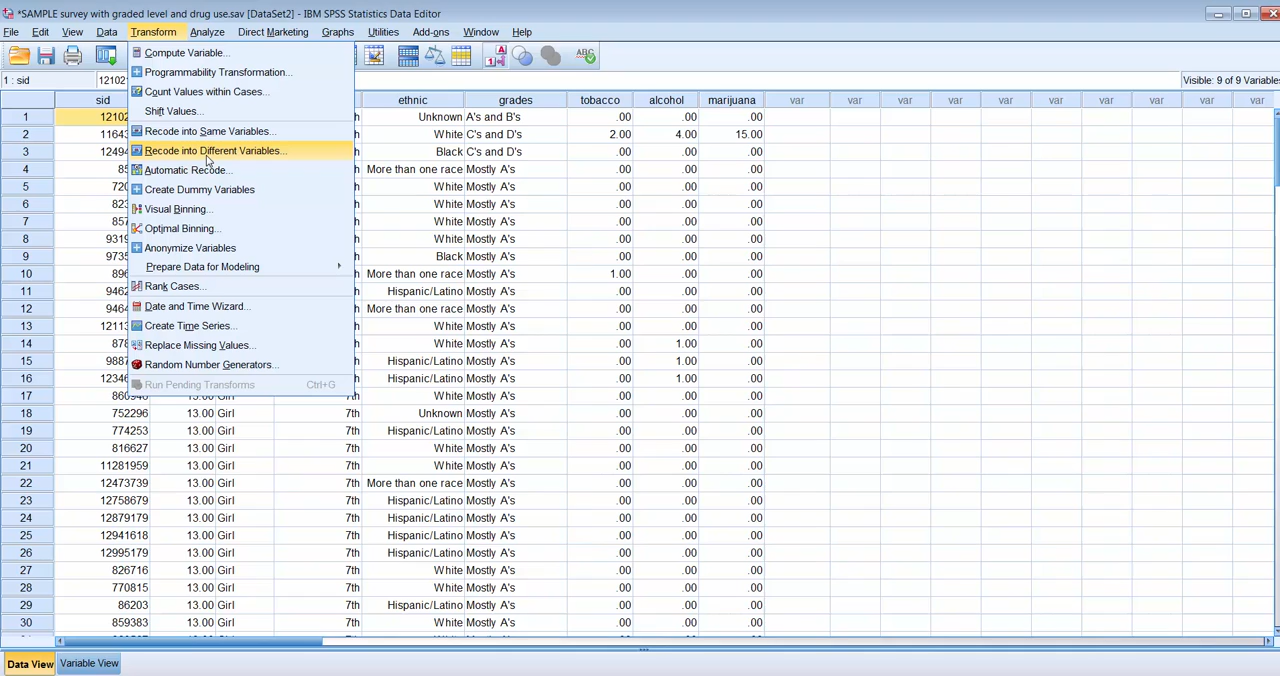 *SAMPLE survey with graded level and drug use.sav [DataSet2] - IBM SPSS Statistics Data Editor
File Edit View Data Transform Analyze Direct Marketing Graphs Utilities Add-ons Window Help
1 : sid Visible: 9 of 9 Variables
Compute Variable...
Programmability Transformation...
Count Values within Cases...
Shift Values...
Recode into Same Variables...
Recode into Different Variables...
Automatic Recode...
Create Dummy Variables
Visual Binning...
Optimal Binning...
Anonymize Variables
Prepare Data for Modeling
Rank Cases...
Date and Time Wizard...
Create Time Series...
Replace Missing Values...
Random Number Generators...
Run Pending Transforms Ctrl+G
sid ethnic grades tobacco alcohol marijuana var var var var var var var var var var
1 Unknown A's and B's .00 .00 .00
2 White C's and D's 2.00 4.00 15.00
3 Black C's and D's .00 .00 .00
4 More than one race Mostly A's .00 .00 .00
5 White Mostly A's .00 .00 .00
6 White Mostly A's .00 .00 .00
7 White Mostly A's .00 .00 .00
8 White Mostly A's .00 .00 .00
9 Black Mostly A's .00 .00 .00
10 More than one race Mostly A's 1.00 .00 .00
11 Hispanic/Latino Mostly A's .00 .00 .00
12 More than one race Mostly A's .00 .00 .00
13 White Mostly A's .00 .00 .00
14 White Mostly A's .00 1.00 .00
15 Hispanic/Latino Mostly A's .00 1.00 .00
16 Hispanic/Latino Mostly A's .00 1.00 .00
17 860946 13.00 Girl 7th White Mostly A's .00 .00 .00
18 752296 13.00 Girl 7th Unknown Mostly A's .00 .00 .00
19 774253 13.00 Girl 7th Hispanic/Latino Mostly A's .00 .00 .00
20 816627 13.00 Girl 7th White Mostly A's .00 .00 .00
21 11281959 13.00 Girl 7th White Mostly A's .00 .00 .00
22 12473739 13.00 Girl 7th More than one race Mostly A's .00 .00 .00
23 12758679 13.00 Girl 7th Hispanic/Latino Mostly A's .00 .00 .00
24 12879179 13.00 Girl 7th Hispanic/Latino Mostly A's .00 .00 .00
25 12941618 13.00 Girl 7th Hispanic/Latino Mostly A's .00 .00 .00
26 12995179 13.00 Girl 7th Hispanic/Latino Mostly A's .00 .00 .00
27 826716 13.00 Girl 7th White Mostly A's .00 .00 .00
28 770815 13.00 Girl 7th White Mostly A's .00 .00 .00
29 86203 13.00 Girl 7th Hispanic/Latino Mostly A's .00 .00 .00
30 859383 13.00 Girl 7th White Mostly A's .00 .00 .00
Data View Variable View